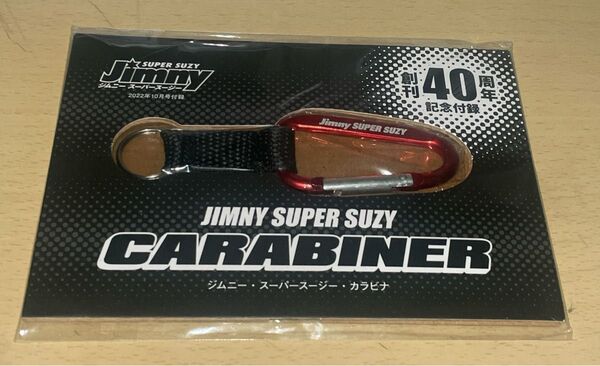 SUPER SUZY
Jimny
ジムニー スーパースージー
2022年10月号付録
創刊40周年
記念付録
Jimny SUPER SUZY
JIMNY SUPER SUZY
CARABINER
ジムニー・スーパースージー・カラビナ